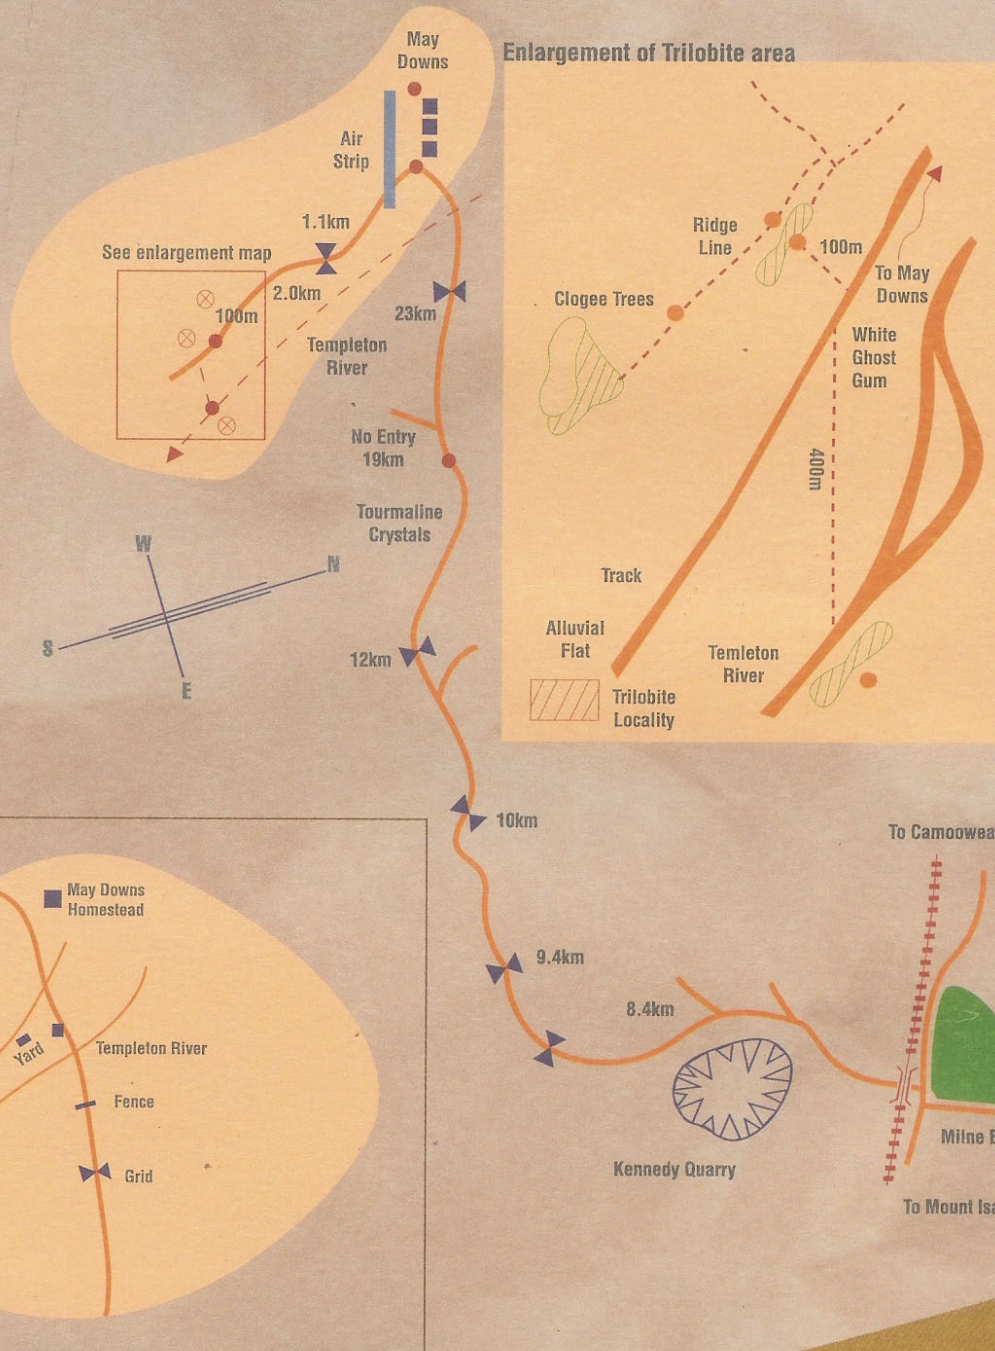 May
Downs
Enlargement of Trilobite area
Air
Strip
1.1km
See enlargement map
2.0km
100m
23km
Templeton
River
No Entry
19km
Tourmaline
Crystals
W
N
S
E
12km
Ridge
Line
100m
To May
Downs
Clogee Trees
White
Ghost
Gum
400m
Track
Alluvial
Flat
Temleton
River
Trilobite
Locality
10km
To Camoowea
9.4km
8.4km
Kennedy Quarry
Milne E
To Mount Isa
May Downs
Homestead
Yard
Templeton River
Fence
Grid